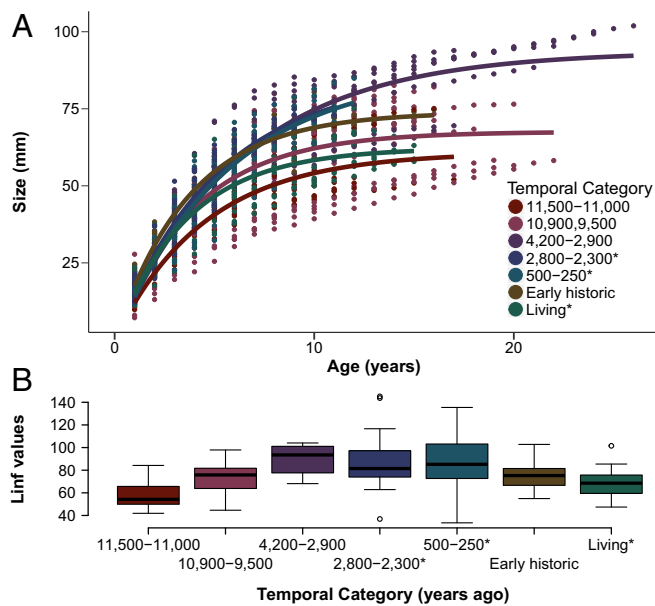 A
100
75
50
25
Size (mm)
0
10
20
Age (years)
Temporal Category
11,500−11,000
10,900,9,500
4,200−2,900
2,800−2,300*
500−250*
Early historic
Living*
B
Linf values
140
120
100
80
60
40
11,500−11,000
10,900−9,500
4,200−2,900
2,800−2,300*
500−250*
Early historic
Living*
Temporal Category (years ago)